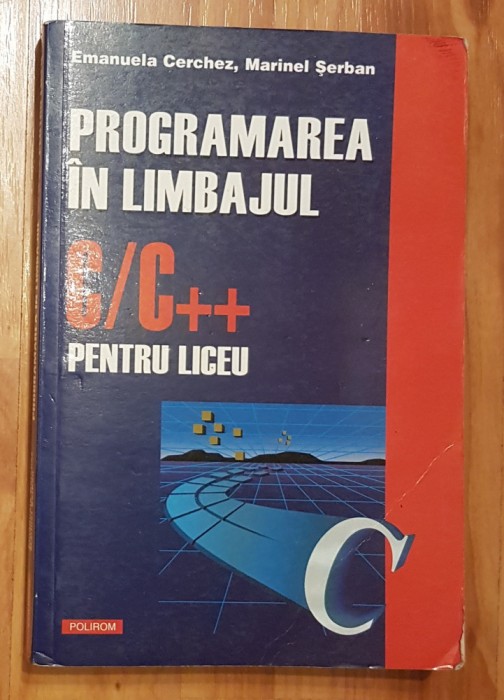 Emanuela Cerchez, Marinel Şerban
PROGRAMAREA
ÎN LIMBAJUL
C/C++
PENTRU LICEU
C
POLIROM